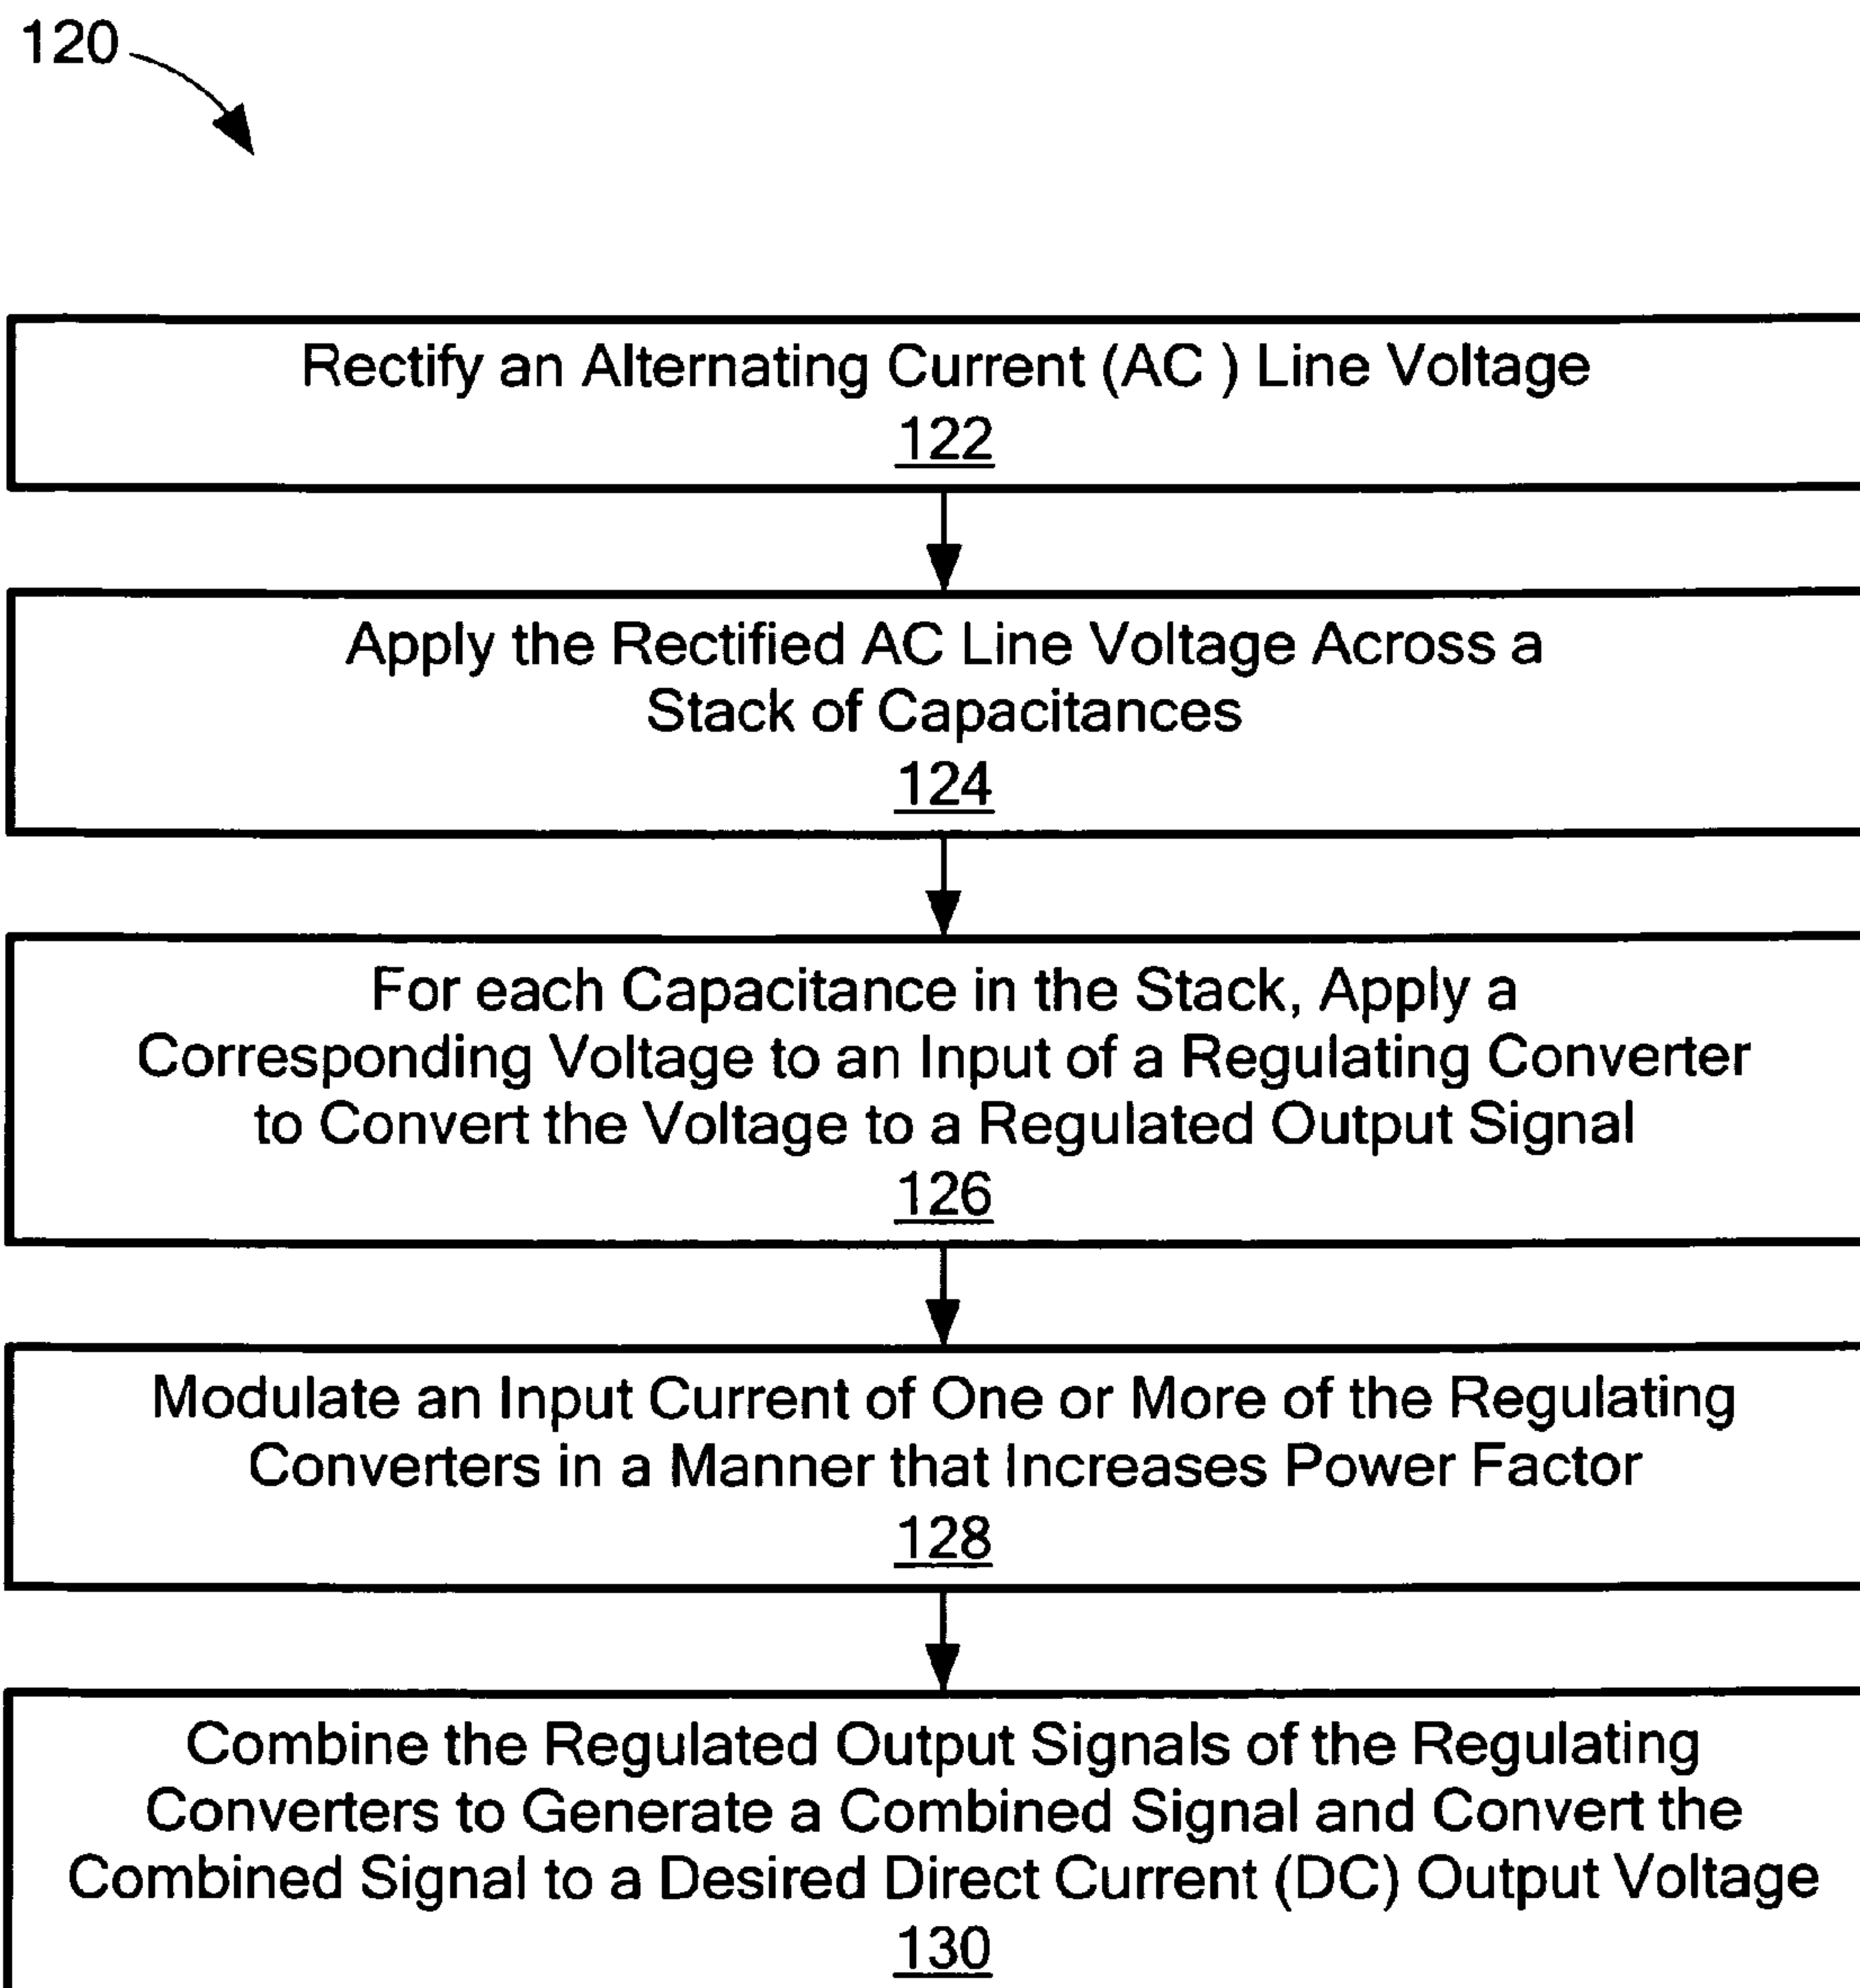 120
Rectify an Alternating Current (AC ) Line Voltage
122
Apply the Rectified AC Line Voltage Across a
Stack of Capacitances
124
For each Capacitance in the Stack, Apply a
Corresponding Voltage to an Input of a Regulating Converter
to Convert the Voltage to a Regulated Output Signal
126
Modulate an Input Current of One or More of the Regulating
Converters in a Manner that Increases Power Factor
128
Combine the Regulated Output Signals of the Regulating
Converters to Generate a Combined Signal and Convert the
Combined Signal to a Desired Direct Current (DC) Output Voltage
130